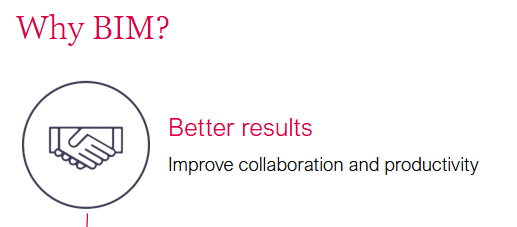 Why BIM?
Better results
Improve collaboration and productivity